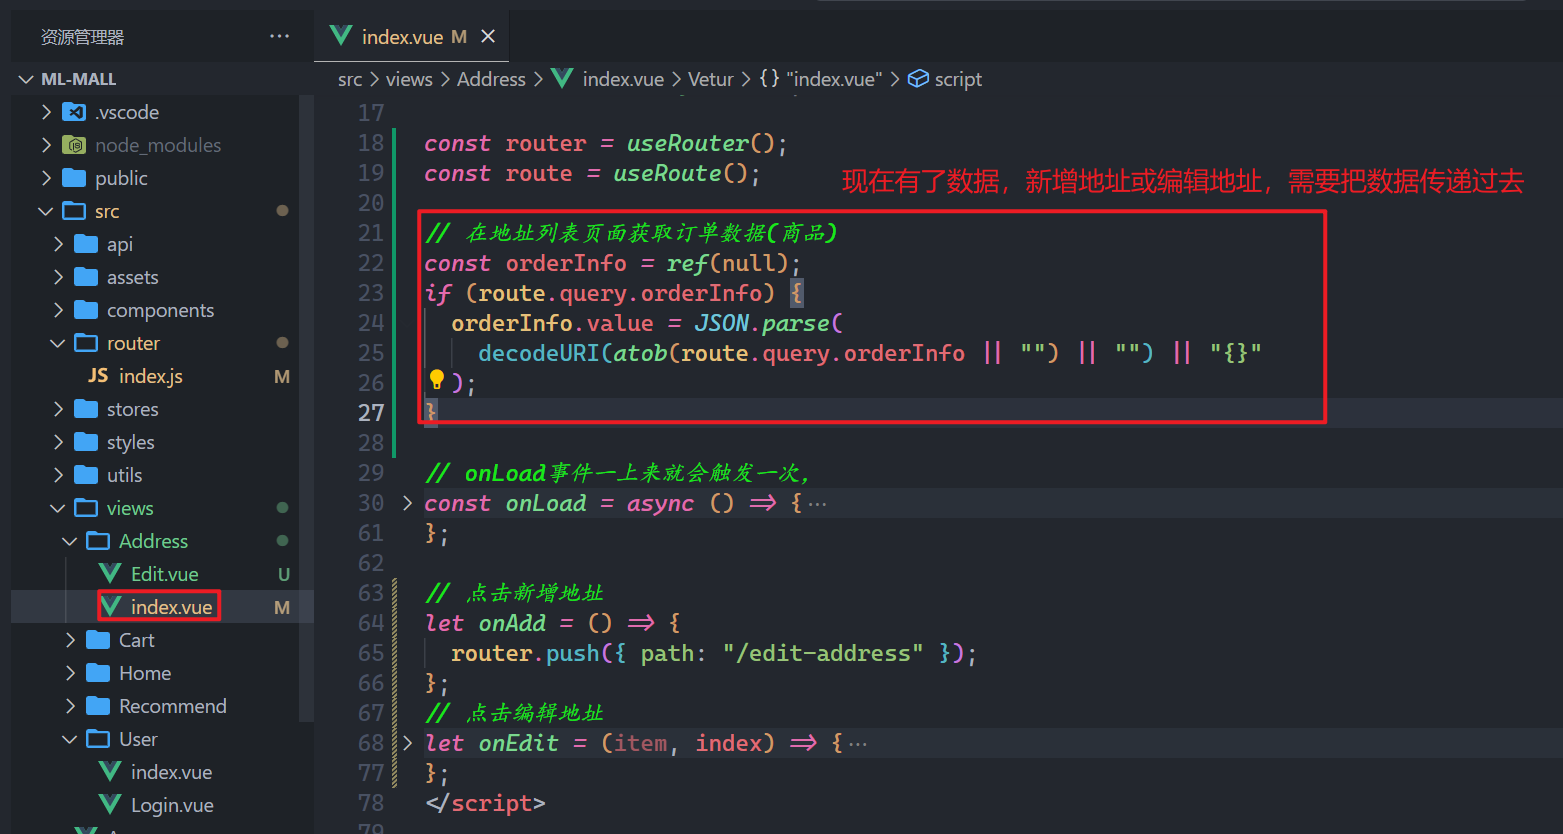 资源管理器 ···
index.vue M ×
ML-MALL
src > views > Address > index.vue > Vetur > {} "index.vue" > script
.vscode
node_modules
public
src
api
assets
components
router
JS index.js M
stores
styles
utils
views
Address
Edit.vue U
index.vue M
Cart
Home
Recommend
User
index.vue
Login.vue
17
18 const router = useRouter();
19 const route = useRoute();
现在有了数据，新增地址或编辑地址，需要把数据传递过去
20
21 // 在地址列表页面获取订单数据(商品)
22 const orderInfo = ref(null);
23 if (route.query.orderInfo) {
24 orderInfo.value = JSON.parse(
25 decodeURI(atob(route.query.orderInfo || "") || "") || "{}"
26 );
27 }
28
29 // onLoad事件一上来就会触发一次,
30 const onLoad = async () => { ···
61 };
62
63 // 点击新增地址
64 let onAdd = () => {
65 router.push({ path: "/edit-address" });
66 };
67 // 点击编辑地址
68 let onEdit = (item, index) => { ···
77 };
78 </script>
79